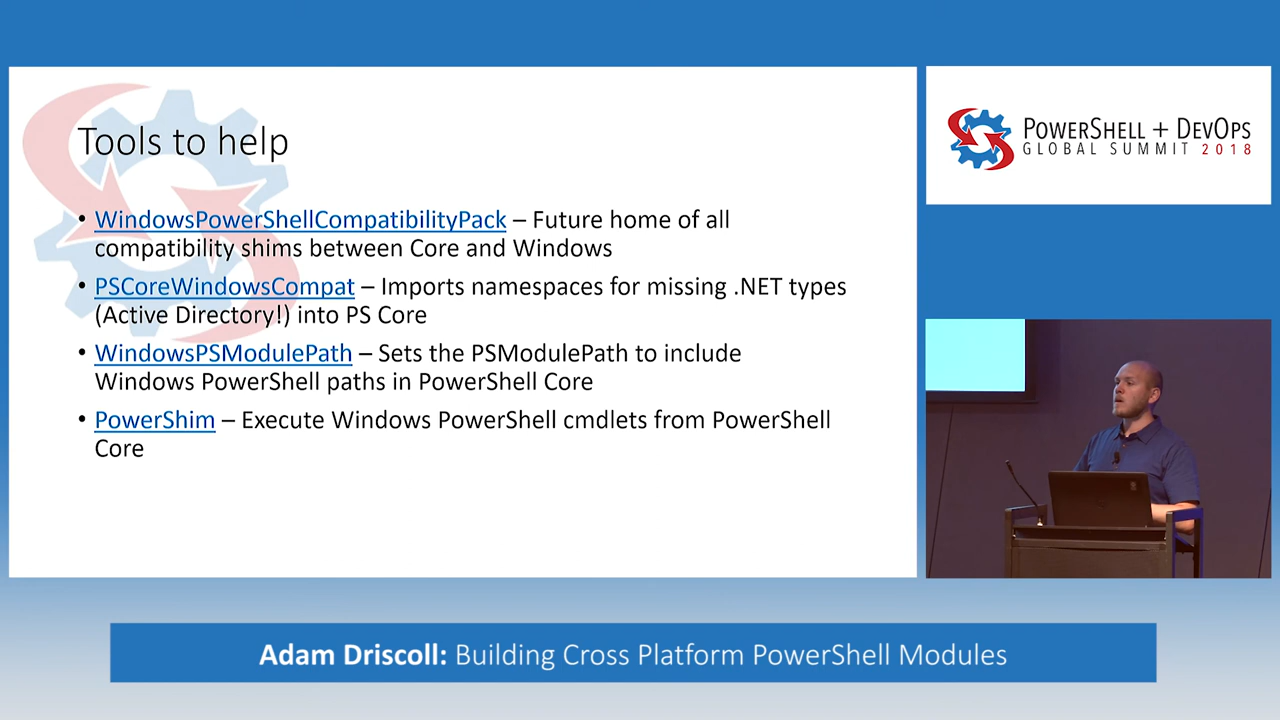 Tools to help
• WindowsPowerShellCompatibilityPack – Future home of all
compatibility shims between Core and Windows
• PSCoreWindowsCompat – Imports namespaces for missing .NET types
(Active Directory!) into PS Core
• WindowsPSModulePath – Sets the PSModulePath to include
Windows PowerShell paths in PowerShell Core
• PowerShim – Execute Windows PowerShell cmdlets from PowerShell
Core
POWERSHELL + DEVOPS
GLOBAL SUMMIT 2018
Adam Driscoll: Building Cross Platform PowerShell Modules